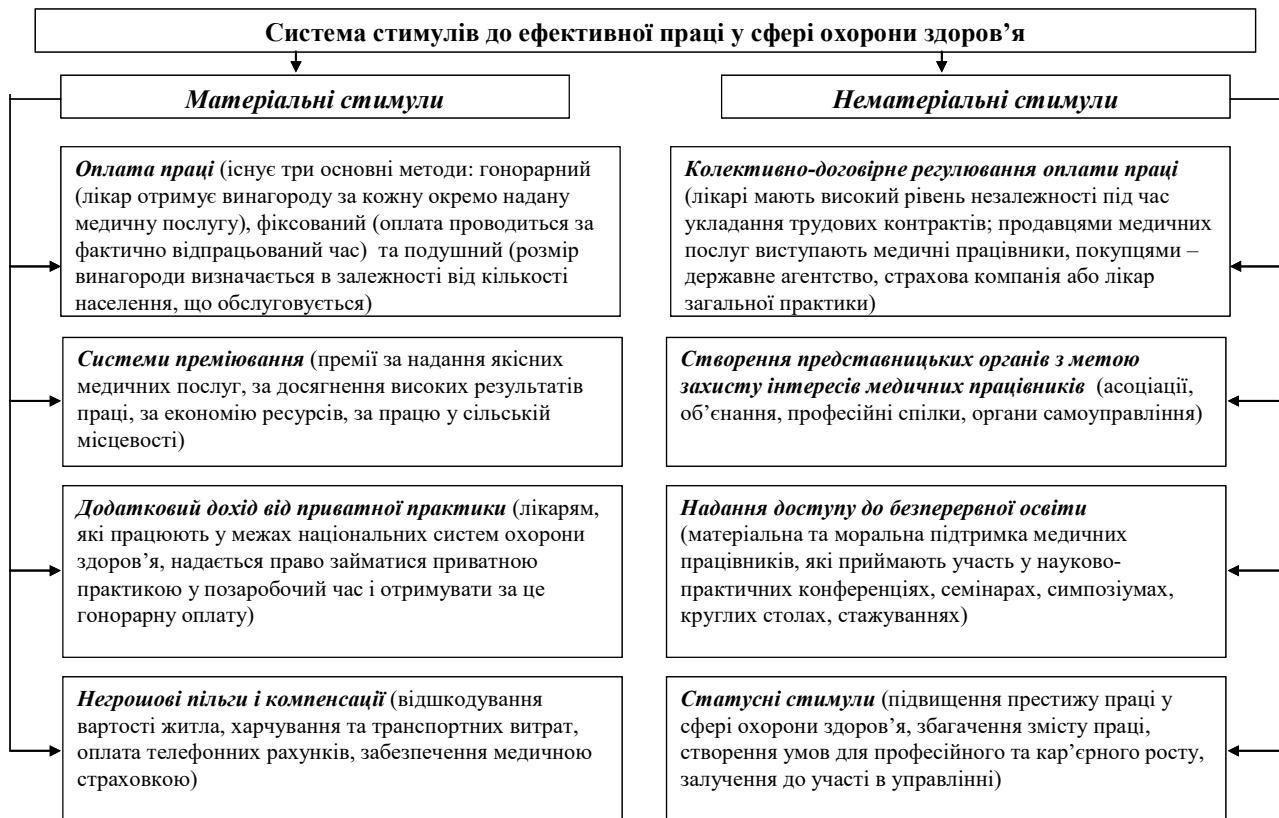 Система стимулів до ефективної праці у сфері охорони здоров’я
Матеріальні стимули
Оплата праці (існує три основні методи: гонорарний
(лікар отримує винагороду за кожну окремо надану
медичну послугу), фіксований (оплата проводиться за
фактично відпрацьований час) та подушний (розмір
винагороди визначається в залежності від кількості
населення, що обслуговується)
Системи преміювання (премії за надання якісних
медичних послуг, за досягнення високих результатів
праці, за економію ресурсів, за працю у сільській
місцевості)
Додатковий дохід від приватної практики (лікарям,
які працюють у межах національних систем охорони
здоров’я, надається право займатися приватною
практикою у позаробочий час і отримувати за це
гонорарну оплату)
Негрошові пільги і компенсації (відшкодування
вартості житла, харчування та транспортних витрат,
оплата телефонних рахунків, забезпечення медичною
страховкою)
Нематеріальні стимули
Колективно-договірне регулювання оплати праці
(лікарі мають високий рівень незалежності під час
укладання трудових контрактів; продавцями медичних
послуг виступають медичні працівники, покупцями –
державне агентство, страхова компанія або лікар
загальної практики)
Створення представницьких органів з метою
захисту інтересів медичних працівників (асоціації,
об’єнання, професійні спілки, органи самоуправління)
Надання доступу до безперервної освіти
(матеріальна та моральна підтримка медичних
працівників, які приймають участь у науково-
практичних конференціях, семінарах, симпозіумах,
круглих столах, стажуваннях)
Статусні стимули (підвищення престижу праці у
сфері охорони здоров’я, збагачення змісту праці,
створення умов для професійного та кар’єрного росту,
залучення до участі в управлінні)